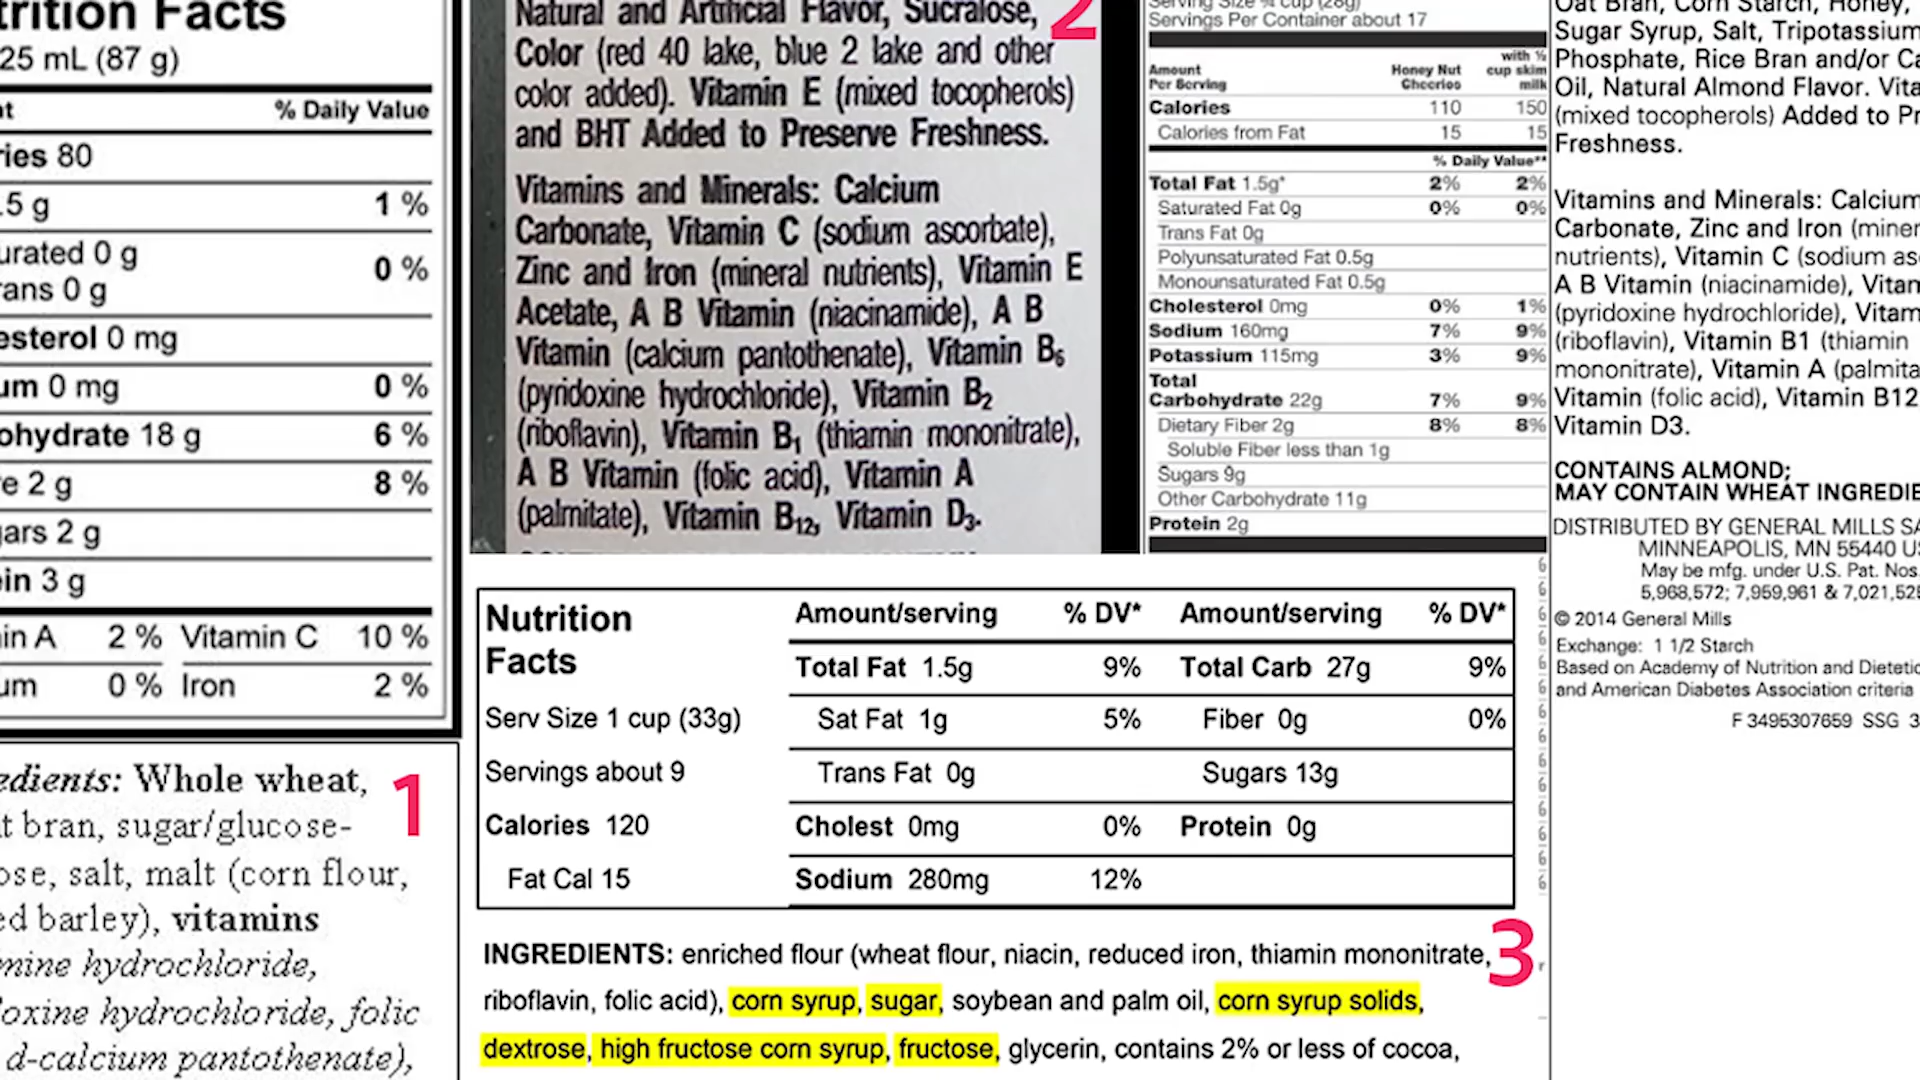 trition Facts
25 mL (87 g)
% Daily Value
ries 80
.5 g 1 %
urated 0 g
rans 0 g
0 %
esterol 0 mg
um 0 mg 0 %
ohydrate 18 g 6 %
re 2 g 8 %
gars 2 g
ein 3 g
in A 2 % Vitamin C 10 %
um 0 % Iron 2 %
edients: Whole wheat,
t bran, sugar/glucose-
ose, salt, malt (corn flour,
ed barley), vitamins
mine hydrochloride,
oxine hydrochloride, folic
d-calcium pantothenate),
1
Natural and Artificial Flavor, Sucralose,
Color (red 40 lake, blue 2 lake and other
color added). Vitamin E (mixed tocopherols)
and BHT Added to Preserve Freshness.
Vitamins and Minerals: Calcium
Carbonate, Vitamin C (sodium ascorbate),
Zinc and Iron (mineral nutrients), Vitamin E
Acetate, A B Vitamin (niacinamide), A B
Vitamin (calcium pantothenate), Vitamin B6
(pyridoxine hydrochloride), Vitamin B2
(riboflavin), Vitamin B1 (thiamin mononitrate),
A B Vitamin (folic acid), Vitamin A
(palmitate), Vitamin B12, Vitamin D3.
2
Serving Size ¾ cup (28g)
Servings Per Container about 17
Amount
Per Serving
Honey Nut
Cheerios
with ½
cup skim
milk
Calories 110 150
Calories from Fat 15 15
% Daily Value**
Total Fat 1.5g* 2% 2%
Saturated Fat 0g 0% 0%
Trans Fat 0g
Polyunsaturated Fat 0.5g
Monounsaturated Fat 0.5g
Cholesterol 0mg 0% 1%
Sodium 160mg 7% 9%
Potassium 115mg 3% 9%
Total
Carbohydrate 22g 7% 9%
Dietary Fiber 2g 8% 8%
Soluble Fiber less than 1g
Sugars 9g
Other Carbohydrate 11g
Protein 2g
Oat Bran, Corn Starch, Honey,
Sugar Syrup, Salt, Tripotassium
Phosphate, Rice Bran and/or Ca
Oil, Natural Almond Flavor. Vita
(mixed tocopherols) Added to Pr
Freshness.
Vitamins and Minerals: Calcium
Carbonate, Zinc and Iron (miner
nutrients), Vitamin C (sodium as
A B Vitamin (niacinamide), Vitam
(pyridoxine hydrochloride), Vitam
(riboflavin), Vitamin B1 (thiamin
mononitrate), Vitamin A (palmita
Vitamin (folic acid), Vitamin B12
Vitamin D3.
CONTAINS ALMOND;
MAY CONTAIN WHEAT INGREDIE
DISTRIBUTED BY GENERAL MILLS SA
MINNEAPOLIS, MN 55440 US
May be mfg. under U.S. Pat. Nos.
5,968,572; 7,959,961 & 7,021,525
© 2014 General Mills
Exchange: 1 1/2 Starch
Based on Academy of Nutrition and Dietetic
and American Diabetes Association criteria
F 3495307659 SSG 3
Nutrition
Facts
Serv Size 1 cup (33g)
Servings about 9
Calories 120
Fat Cal 15
Amount/serving % DV* Amount/serving % DV*
Total Fat 1.5g 9% Total Carb 27g 9%
Sat Fat 1g 5% Fiber 0g 0%
Trans Fat 0g Sugars 13g
Cholest 0mg 0% Protein 0g
Sodium 280mg 12%
INGREDIENTS: enriched flour (wheat flour, niacin, reduced iron, thiamin mononitrate,
riboflavin, folic acid), corn syrup, sugar, soybean and palm oil, corn syrup solids,
dextrose, high fructose corn syrup, fructose, glycerin, contains 2% or less of cocoa,
3